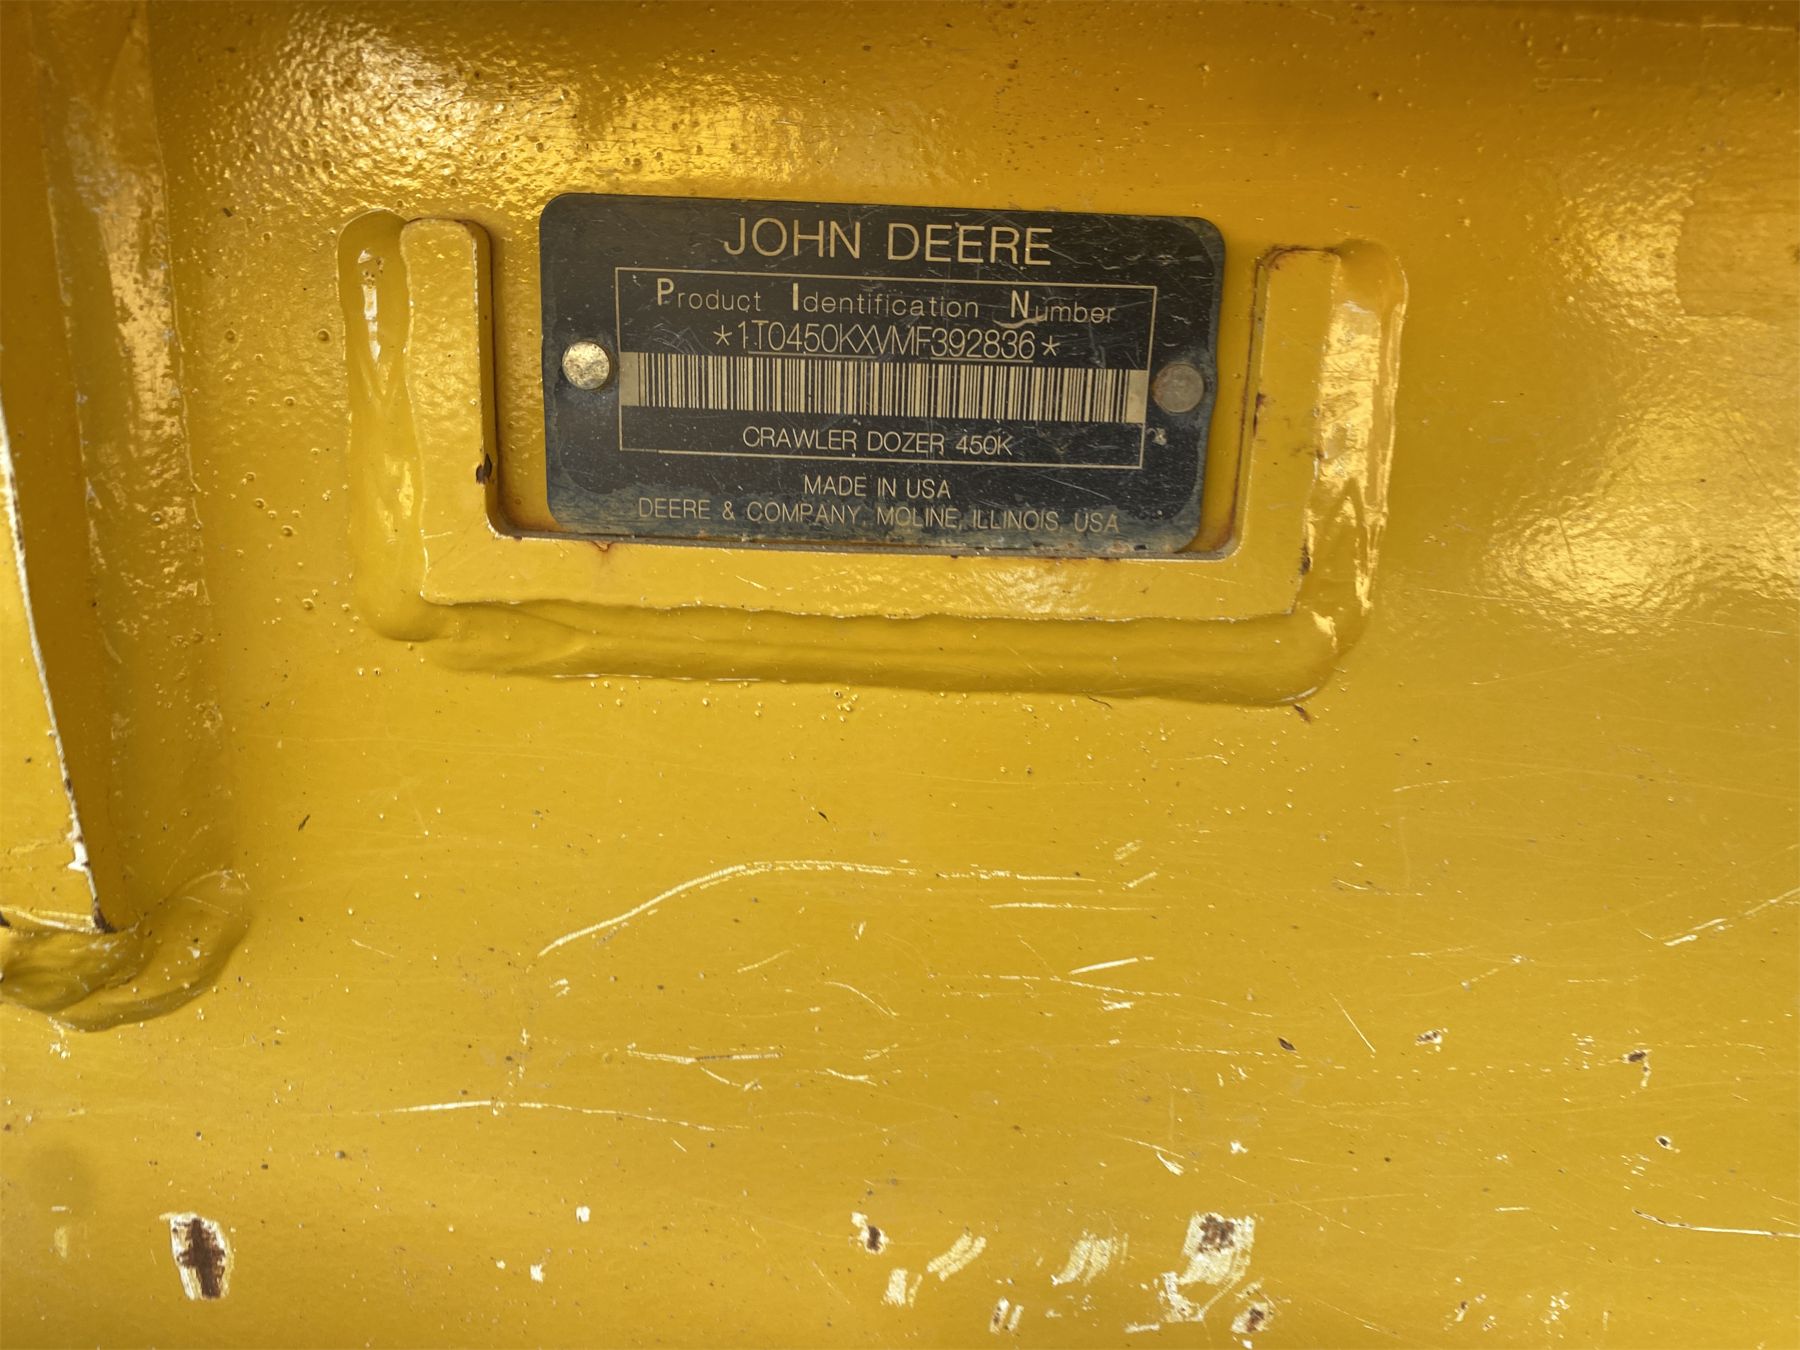 JOHN DEERE
Product Identification Number
*1T0450KXVMF392836*
CRAWLER DOZER 450K
MADE IN USA
DEERE & COMPANY, MOLINE, ILLINOIS, USA